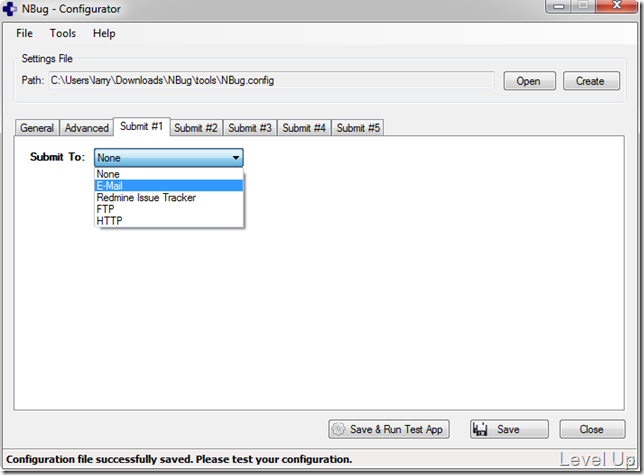 NBug - Configurator
File Tools Help
Settings File
Path: C:\Users\larry\Downloads\NBug\tools\NBug.config Open Create
General Advanced Submit #1 Submit #2 Submit #3 Submit #4 Submit #5
Submit To: None
None
E-Mail
Redmine Issue Tracker
FTP
HTTP
Save & Run Test App Save Close
Configuration file successfully saved. Please test your configuration.
Level Up